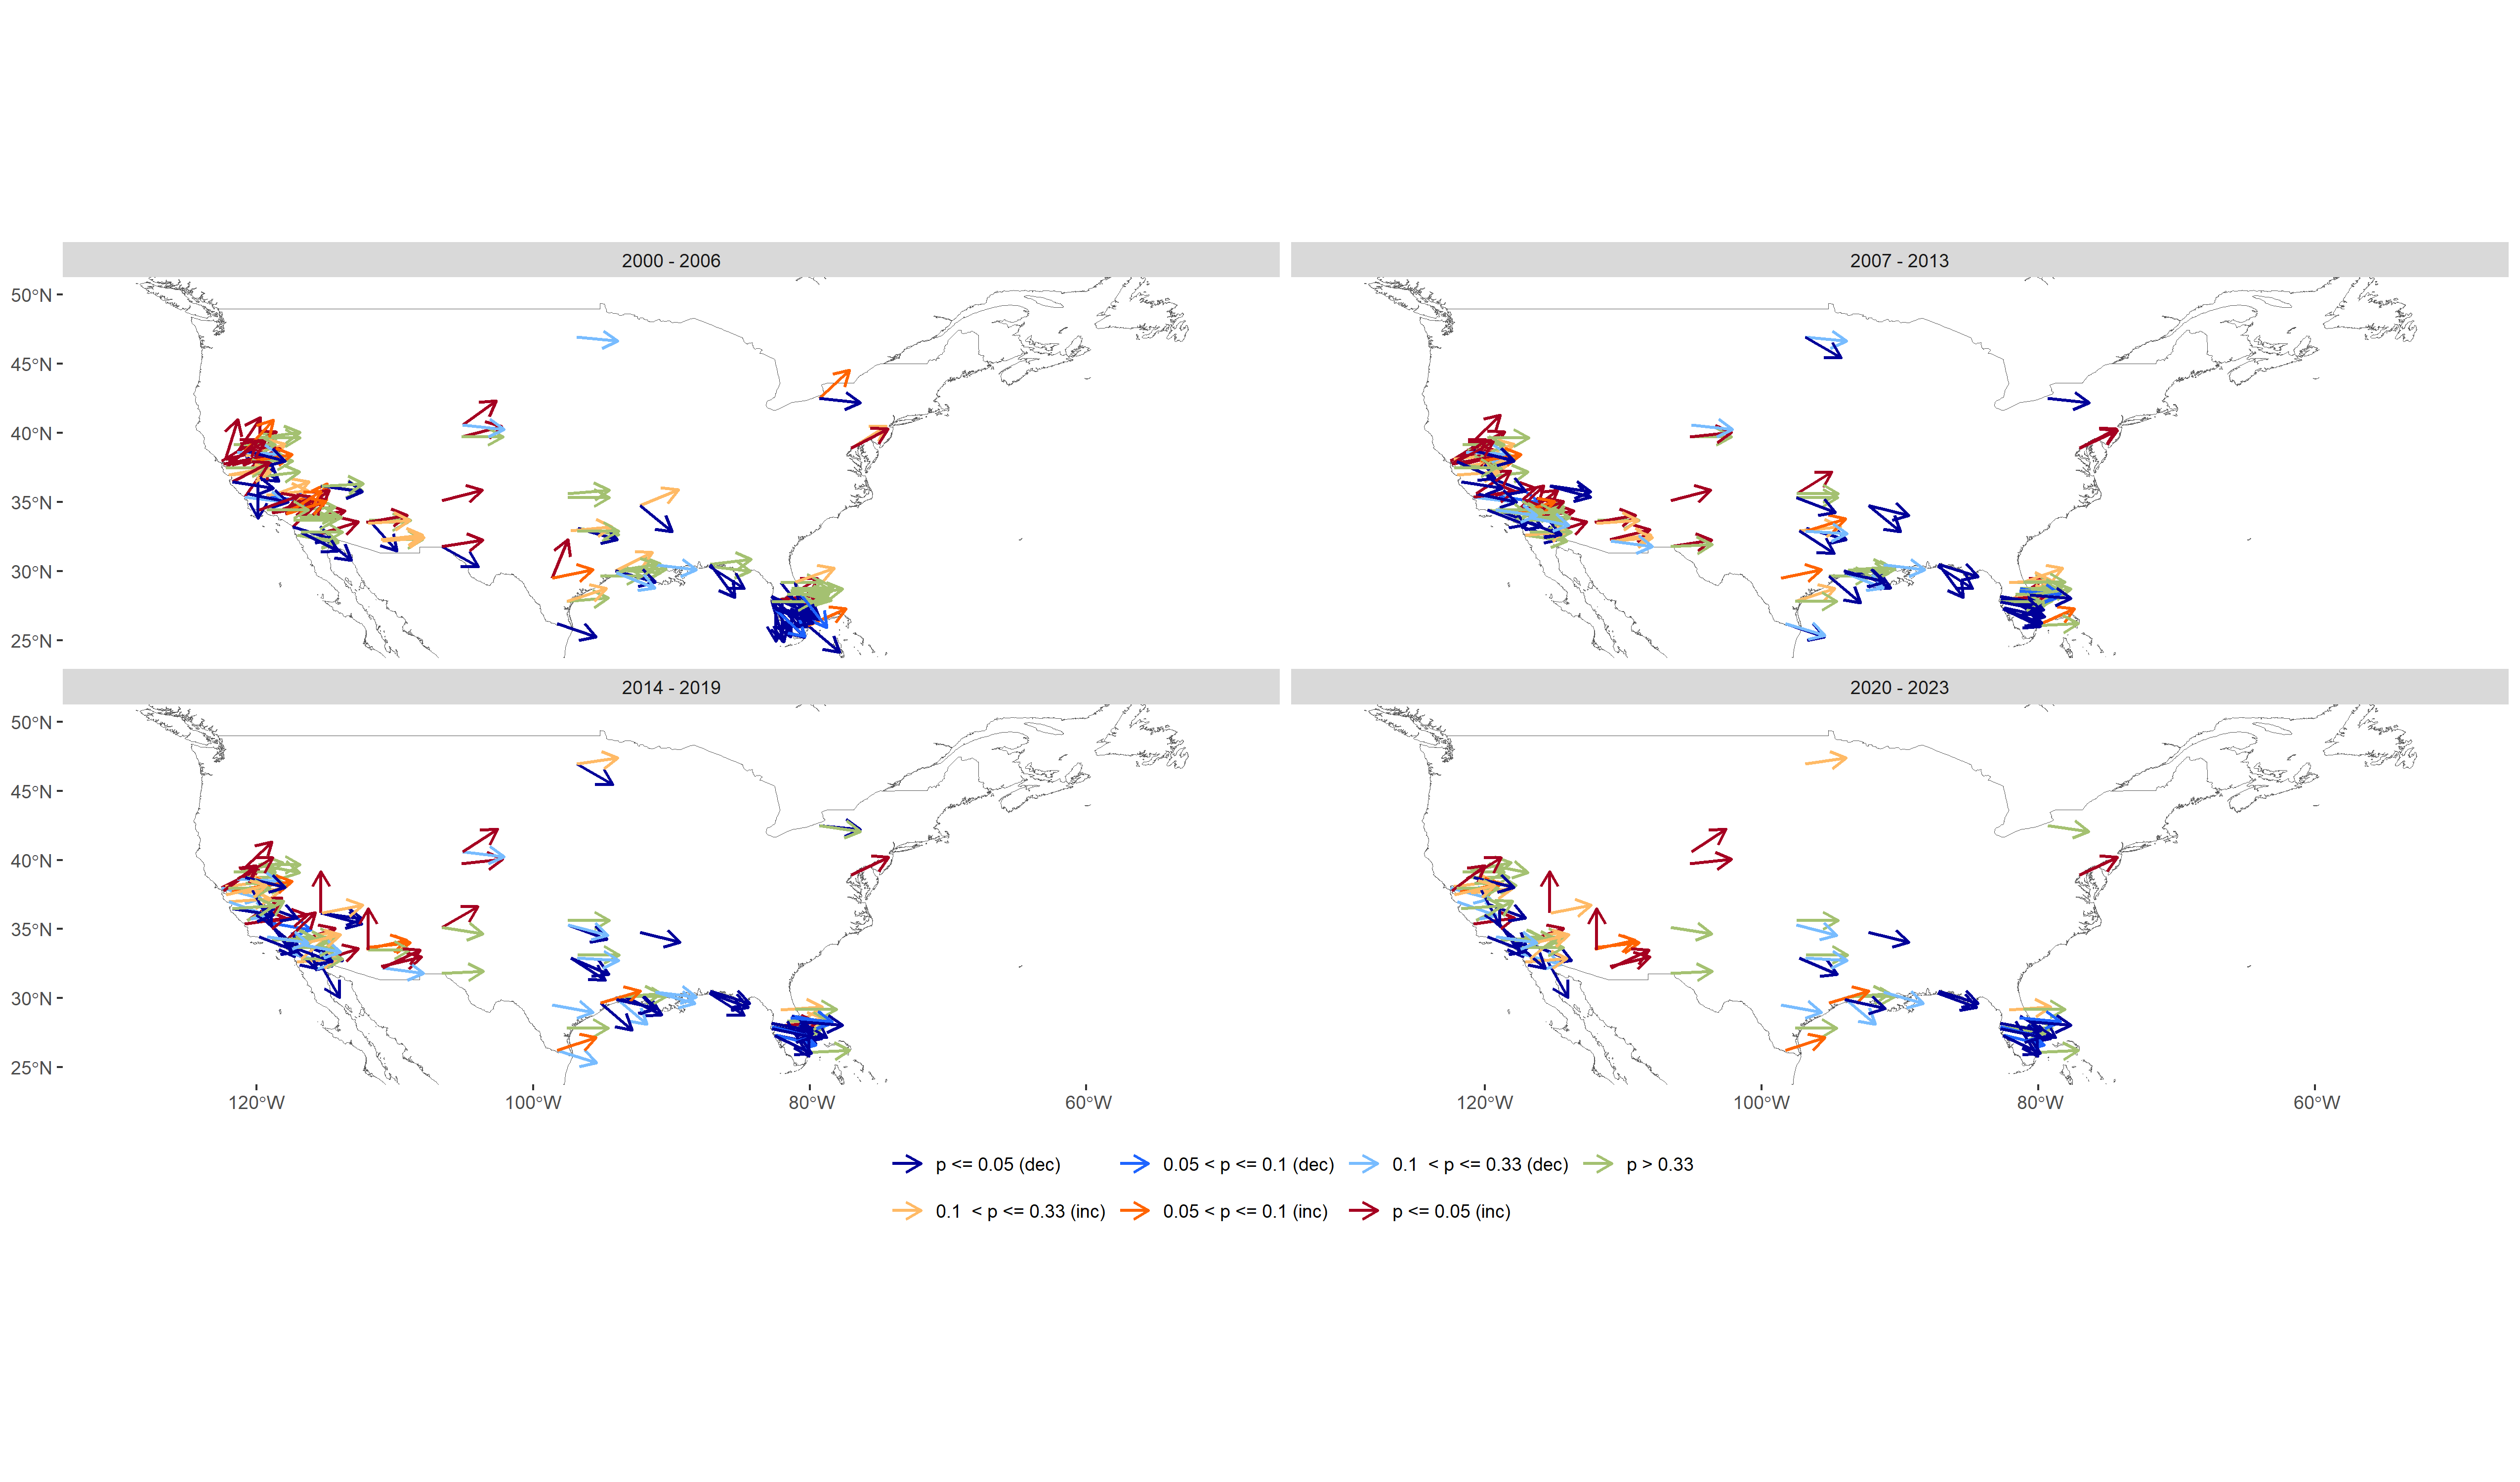 2000 - 2006
2007 - 2013
50°N
45°N
40°N
35°N
30°N
25°N
2014 - 2019
2020 - 2023
50°N
45°N
40°N
35°N
30°N
25°N
120°W 100°W 80°W 60°W
120°W 100°W 80°W 60°W
p <= 0.05 (dec) 0.05 < p <= 0.1 (dec) 0.1 < p <= 0.33 (dec) p > 0.33
0.1 < p <= 0.33 (inc) 0.05 < p <= 0.1 (inc) p <= 0.05 (inc)